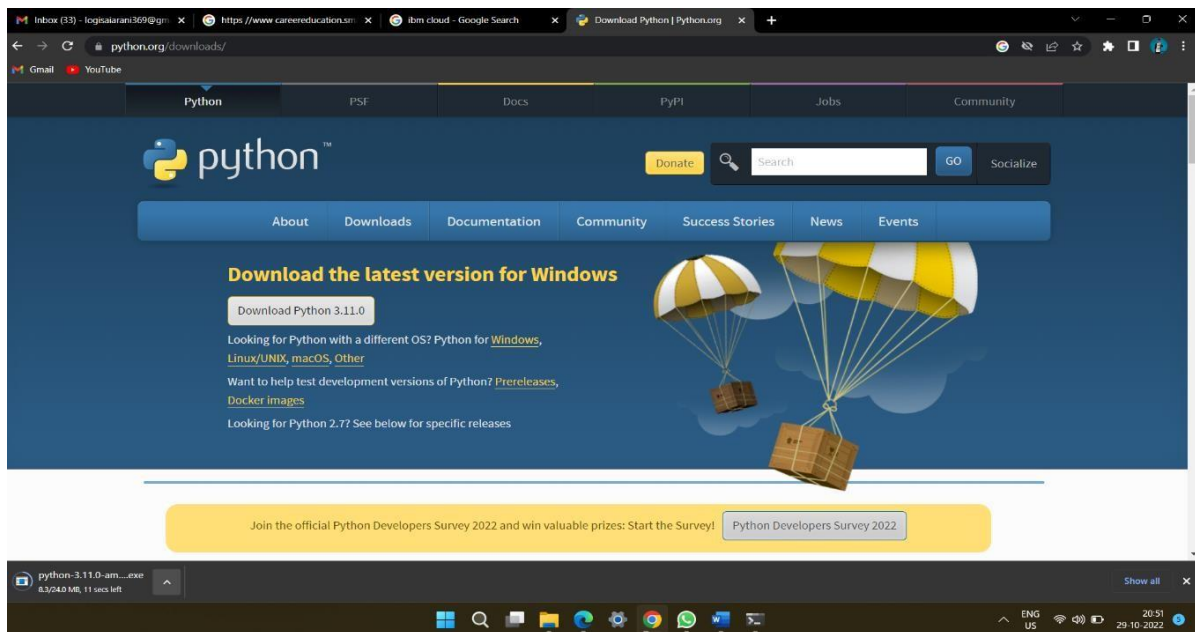 Inbox (33) - logisaiarani369@gm
https://www careereducation.sm
ibm cloud - Google Search
Download Python | Python.org
python.org/downloads/
Gmail
YouTube
Python
PSF
Docs
PyPI
Jobs
Community
python™
Donate
Search
GO
Socialize
About
Downloads
Documentation
Community
Success Stories
News
Events
Download the latest version for Windows
Download Python 3.11.0
Looking for Python with a different OS? Python for Windows,
Linux/UNIX, macOS, Other
Want to help test development versions of Python? Prereleases,
Docker images
Looking for Python 2.7? See below for specific releases
Join the official Python Developers Survey 2022 and win valuable prizes: Start the Survey!
Python Developers Survey 2022
python-3.11.0-am....exe
8.3/24.0 MB, 11 secs left
Show all
ENG
US
20:51
29-10-2022